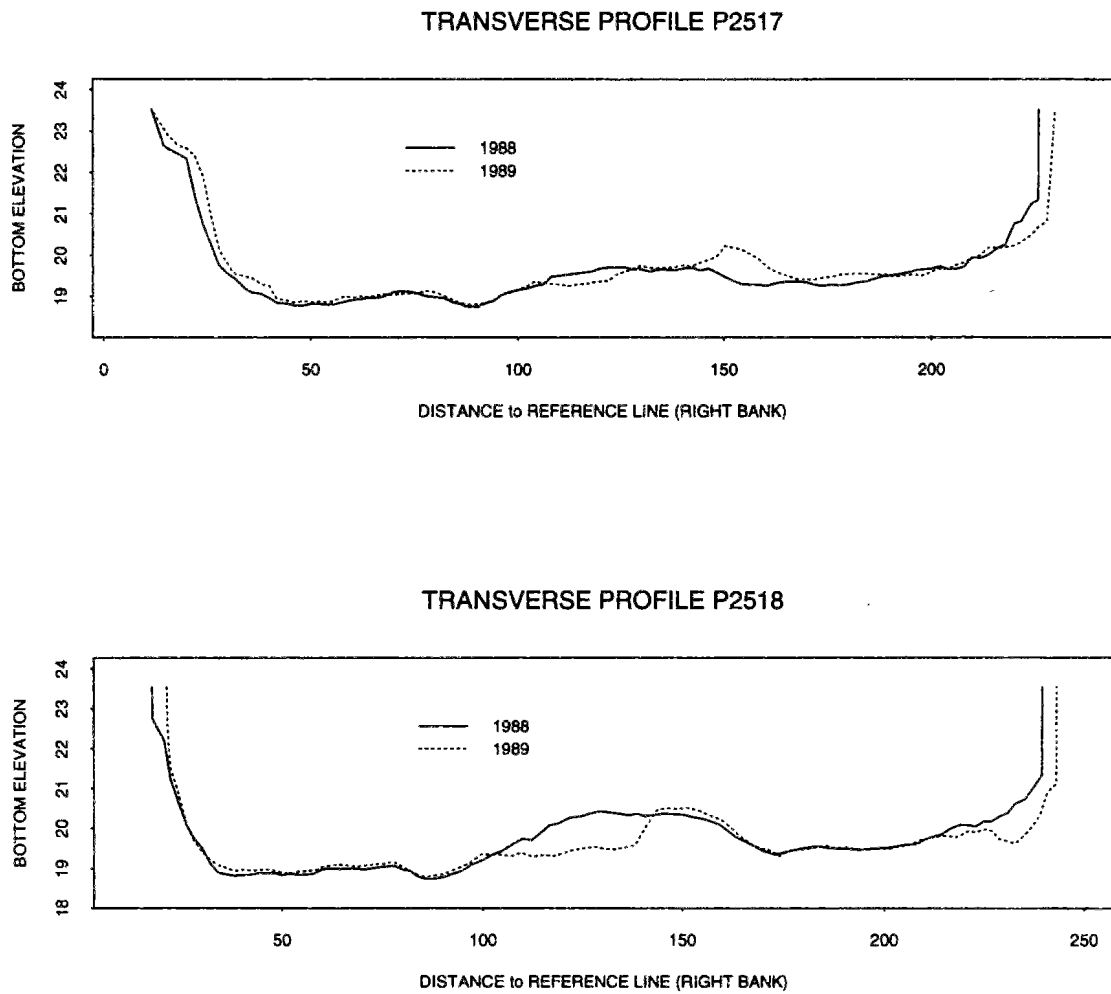 TRANSVERSE PROFILE P2517
24
23
22
21
20
19
BOTTOM ELEVATION
1988
1989
0 50 100 150 200
DISTANCE to REFERENCE LINE (RIGHT BANK)
TRANSVERSE PROFILE P2518
24
23
22
21
20
19
18
BOTTOM ELEVATION
1988
1989
50 100 150 200 250
DISTANCE to REFERENCE LINE (RIGHT BANK)